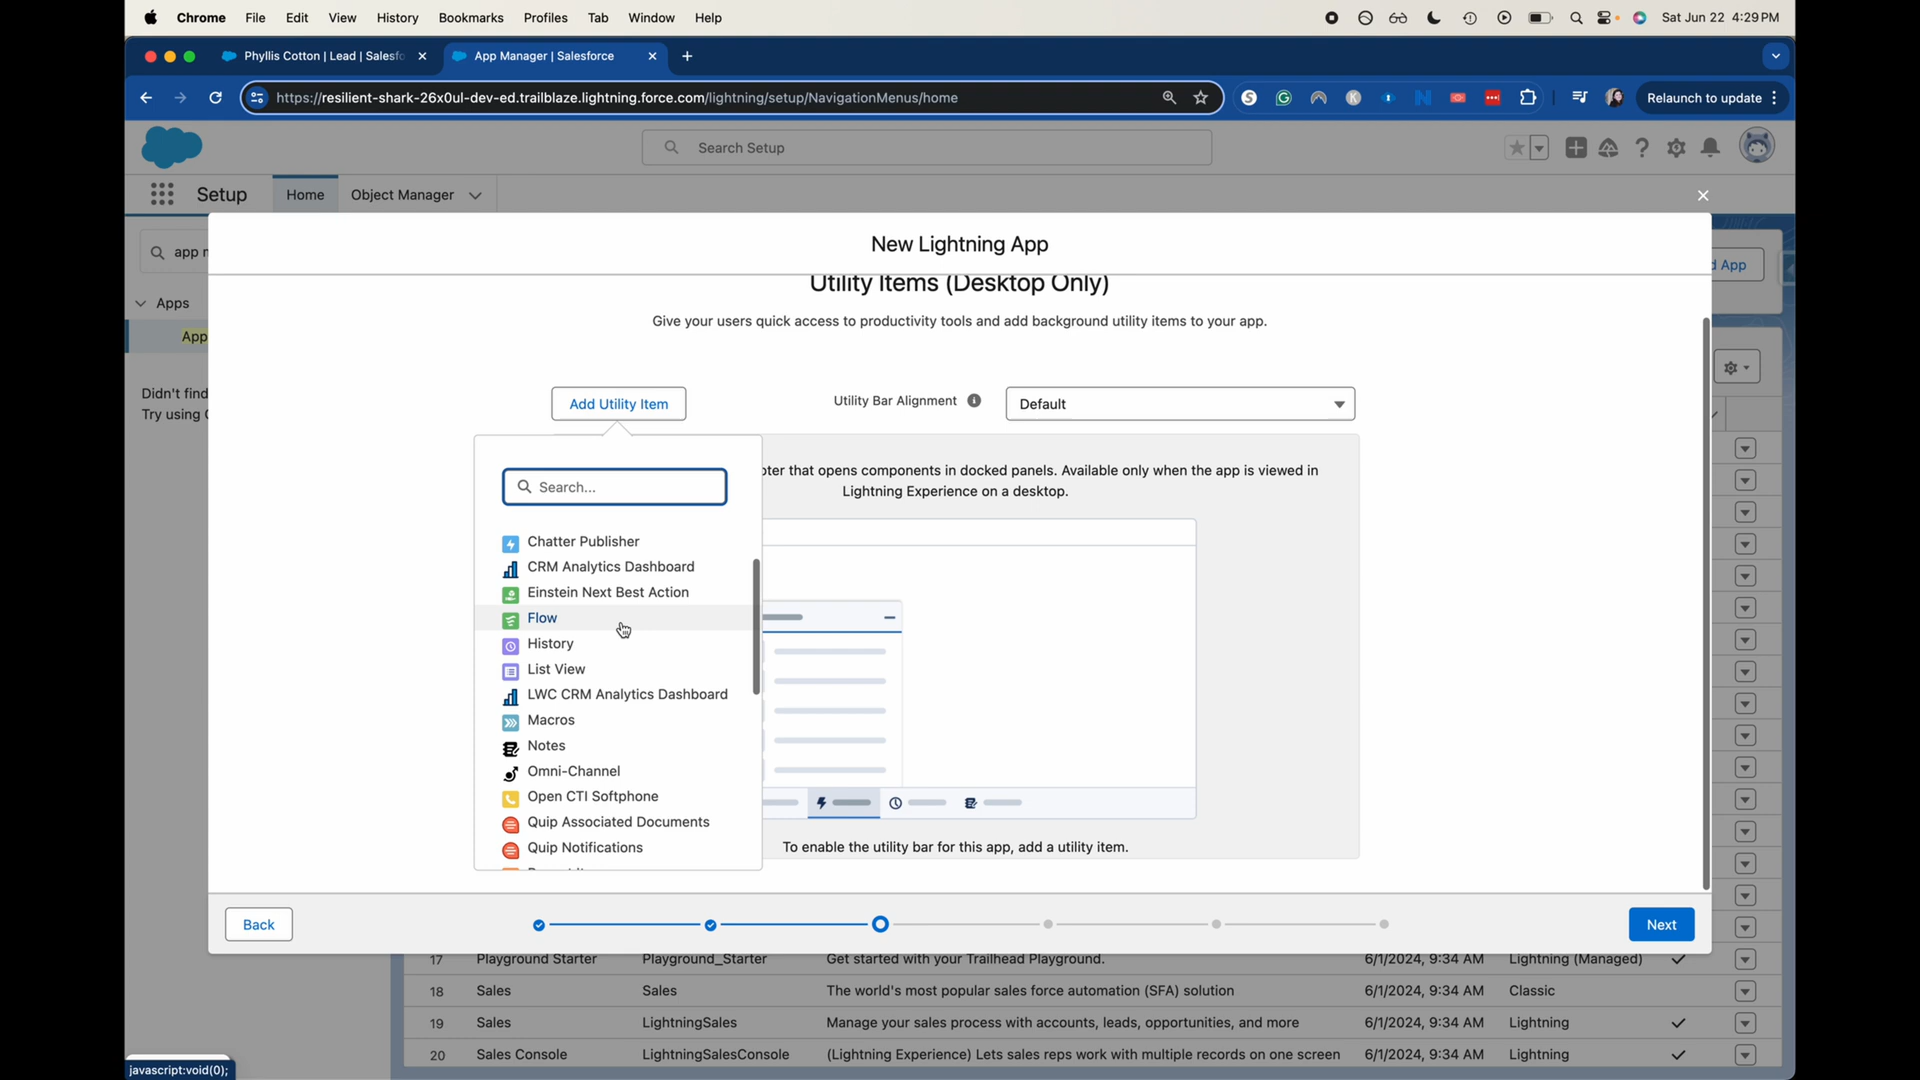 Chrome File Edit View History Bookmarks Profiles Tab Window Help Sat Jun 22 4:29 PM
Phyllis Cotton | Lead | Salesfo App Manager | Salesforce
https://resilient-shark-26x0ul-dev-ed.trailblaze.lightning.force.com/lightning/setup/NavigationMenus/home Relaunch to update
Search Setup
Setup Home Object Manager
New Lightning App
app d App
Utility Items (Desktop Only)
Apps
Give your users quick access to productivity tools and add background utility items to your app.
App
Didn't find
Try using
Add Utility Item Utility Bar Alignment Default
oter that opens components in docked panels. Available only when the app is viewed in
Search... Lightning Experience on a desktop.
Chatter Publisher
CRM Analytics Dashboard
Einstein Next Best Action
Flow
History
List View
LWC CRM Analytics Dashboard
Macros
Notes
Omni-Channel
Open CTI Softphone
Quip Associated Documents
Quip Notifications
To enable the utility bar for this app, add a utility item.
Back Next
17 Playground Starter Playground_Starter Get started with your Trailhead Playground. 6/1/2024, 9:34 AM Lightning (Managed)
18 Sales Sales The world's most popular sales force automation (SFA) solution 6/1/2024, 9:34 AM Classic
19 Sales LightningSales Manage your sales process with accounts, leads, opportunities, and more 6/1/2024, 9:34 AM Lightning
20 Sales Console LightningSalesConsole (Lightning Experience) Lets sales reps work with multiple records on one screen 6/1/2024, 9:34 AM Lightning
javascript:void(0);